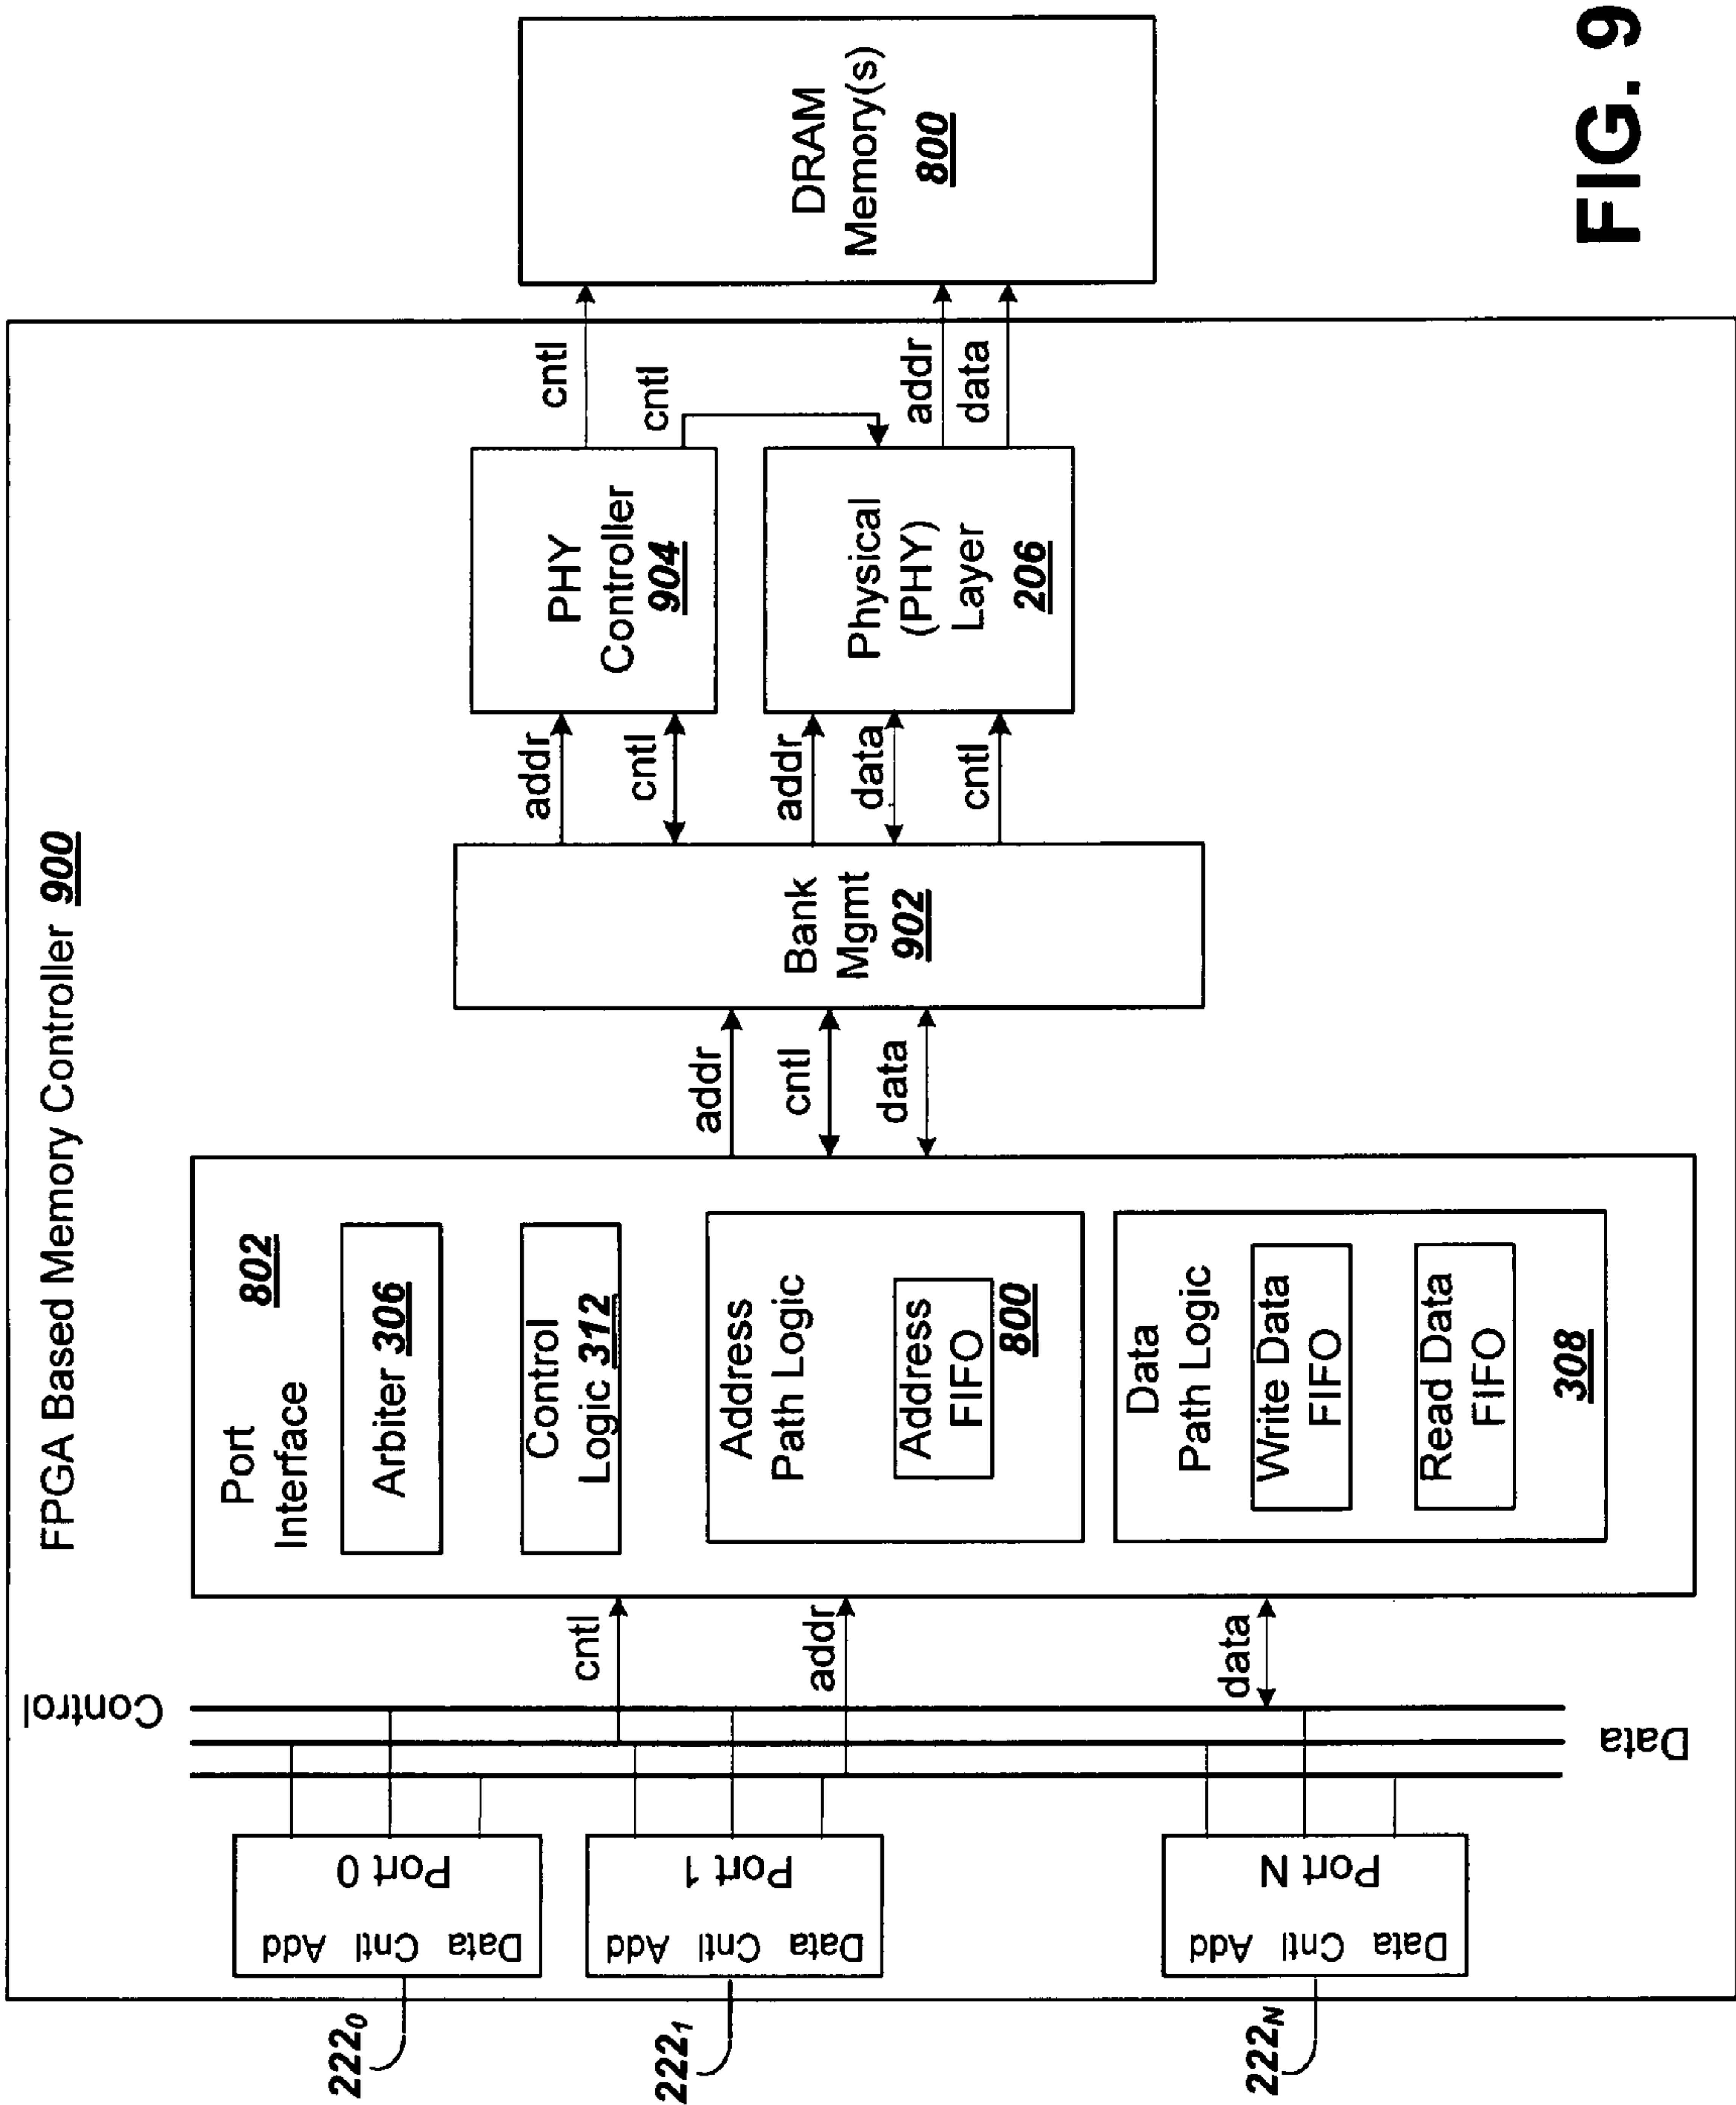 FPGA Based Memory Controller 900
222₀
222₁
222N
Add Cntl Data
Port 0
Add Cntl Data
Port 1
Add Cntl Data
Port N
Control
Data
cntl
addr
data
Port
Interface
802
Arbiter 306
Control
Logic 312
Address
Path Logic
Address
FIFO
800
Data
Path Logic
Write Data
FIFO
Read Data
FIFO
308
addr
cntl
data
Bank
Mgmt
902
addr
cntl
addr
data
cntl
PHY
Controller
904
Physical
(PHY)
Layer
206
cntl
cntl
addr
data
DRAM
Memory(s)
800
FIG. 9